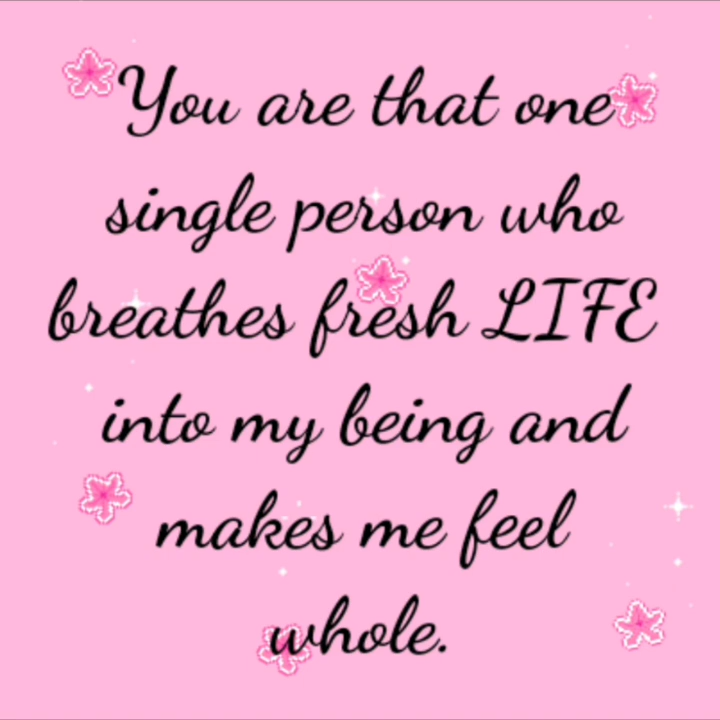 You are that one
single person who
breathes fresh LIFE
into my being and
makes me feel
whole.